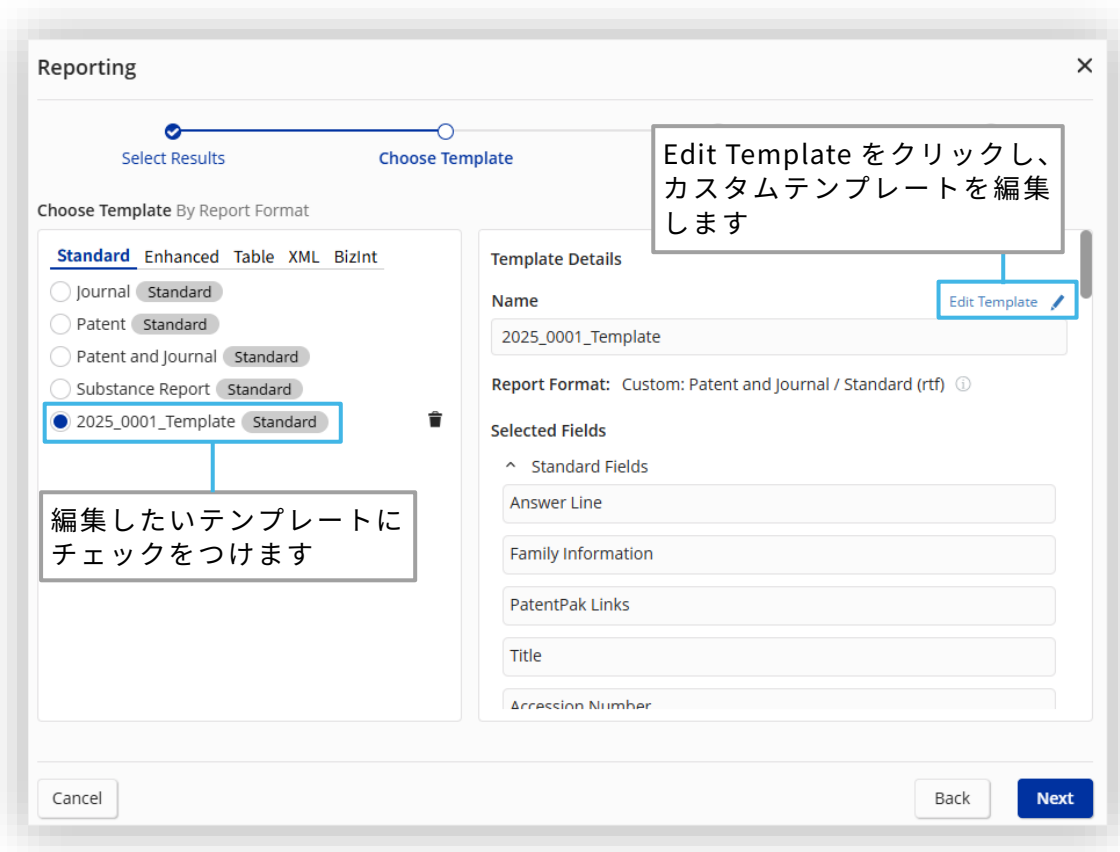 Reporting
Select Results
Choose Template
Edit Template をクリックし、
カスタムテンプレートを編集
します
Choose Template By Report Format
Standard Enhanced Table XML BizInt
Journal Standard
Patent Standard
Patent and Journal Standard
Substance Report Standard
2025_0001_Template Standard
編集したいテンプレートに
チェックをつけます
Template Details
Name
Edit Template
2025_0001_Template
Report Format: Custom: Patent and Journal / Standard (rtf)
Selected Fields
Standard Fields
Answer Line
Family Information
PatentPak Links
Title
Accession Number
Cancel
Back
Next